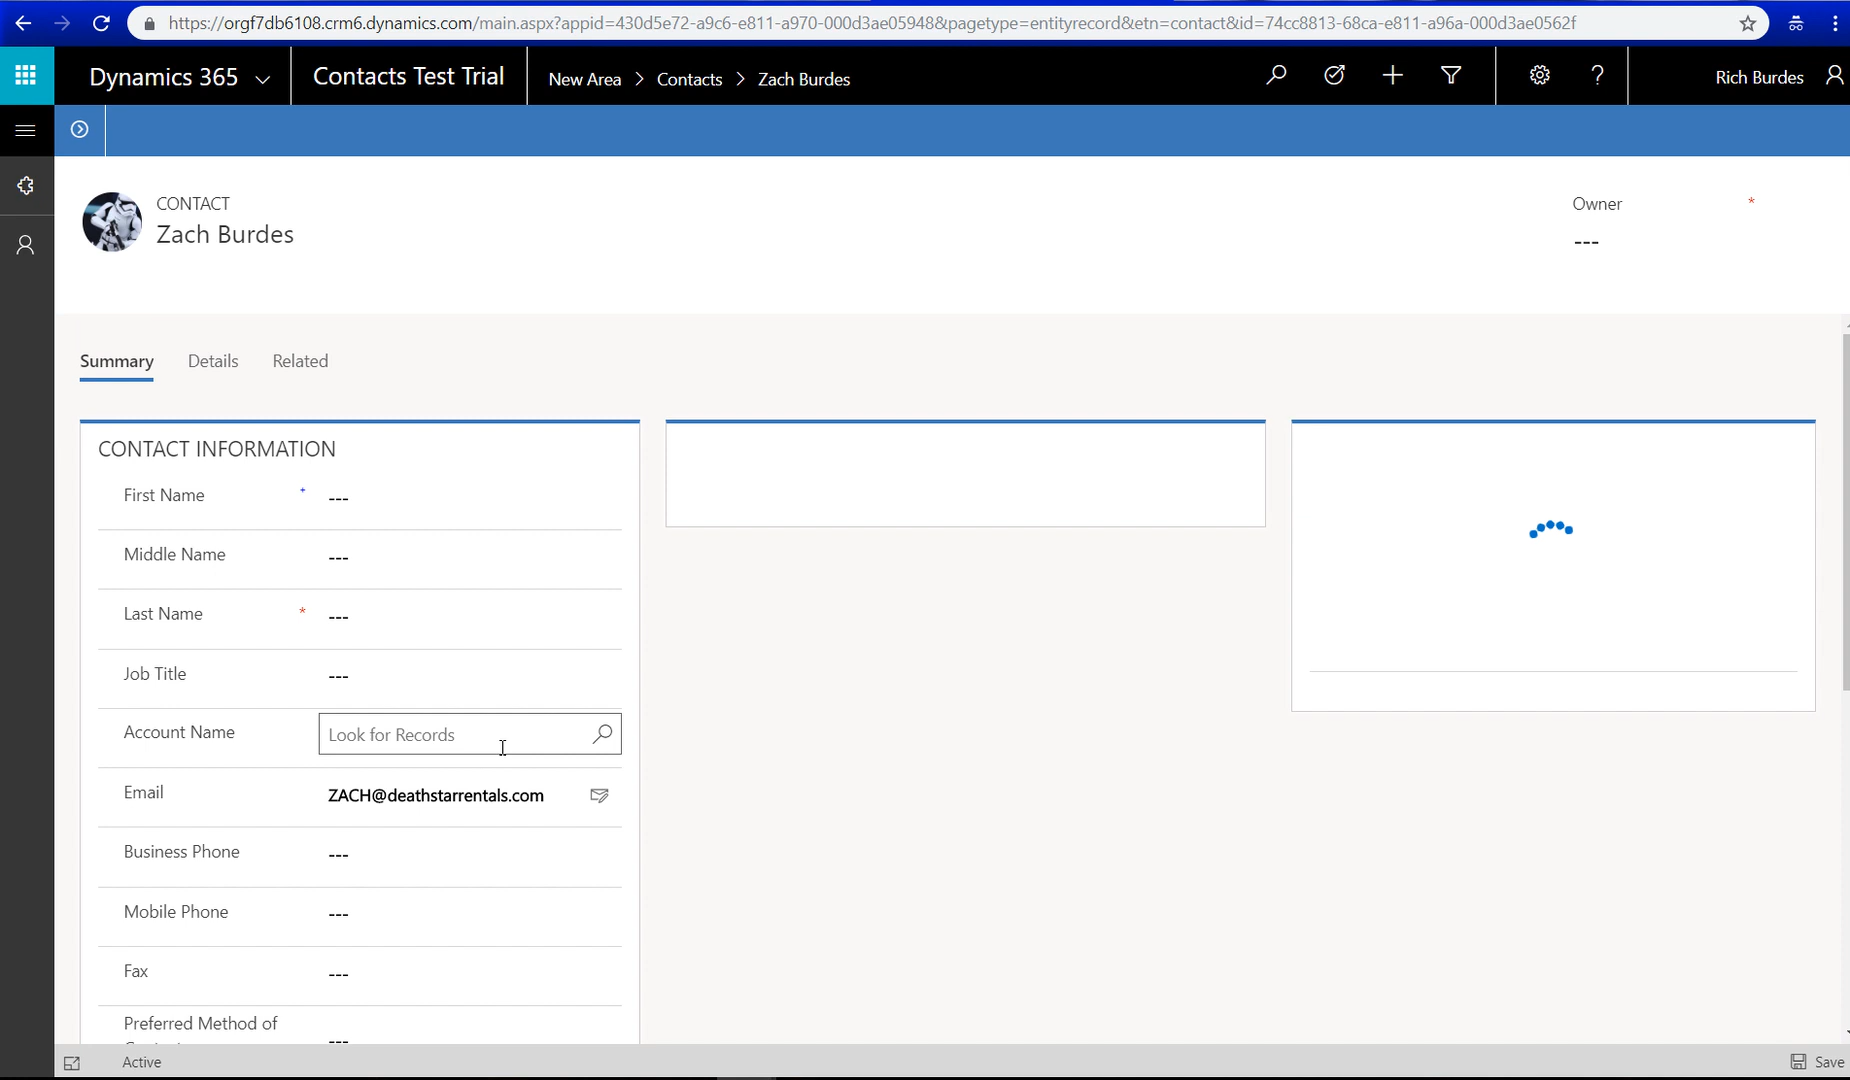 https://orgf7db6108.crm6.dynamics.com/main.aspx?appid=430d5e72-a9c6-e811-a970-000d3ae05948&pagetype=entityrecord&etn=contact&id=74cc8813-68ca-e811-a96a-000d3ae0562f
Dynamics 365 Contacts Test Trial New Area > Contacts > Zach Burdes Rich Burdes
CONTACT
Zach Burdes
Owner *
---
Summary Details Related
CONTACT INFORMATION
First Name + ---
Middle Name ---
Last Name * ---
Job Title ---
Account Name Look for Records
Email ZACH@deathstarrentals.com
Business Phone ---
Mobile Phone ---
Fax ---
Preferred Method of
---
Active Save